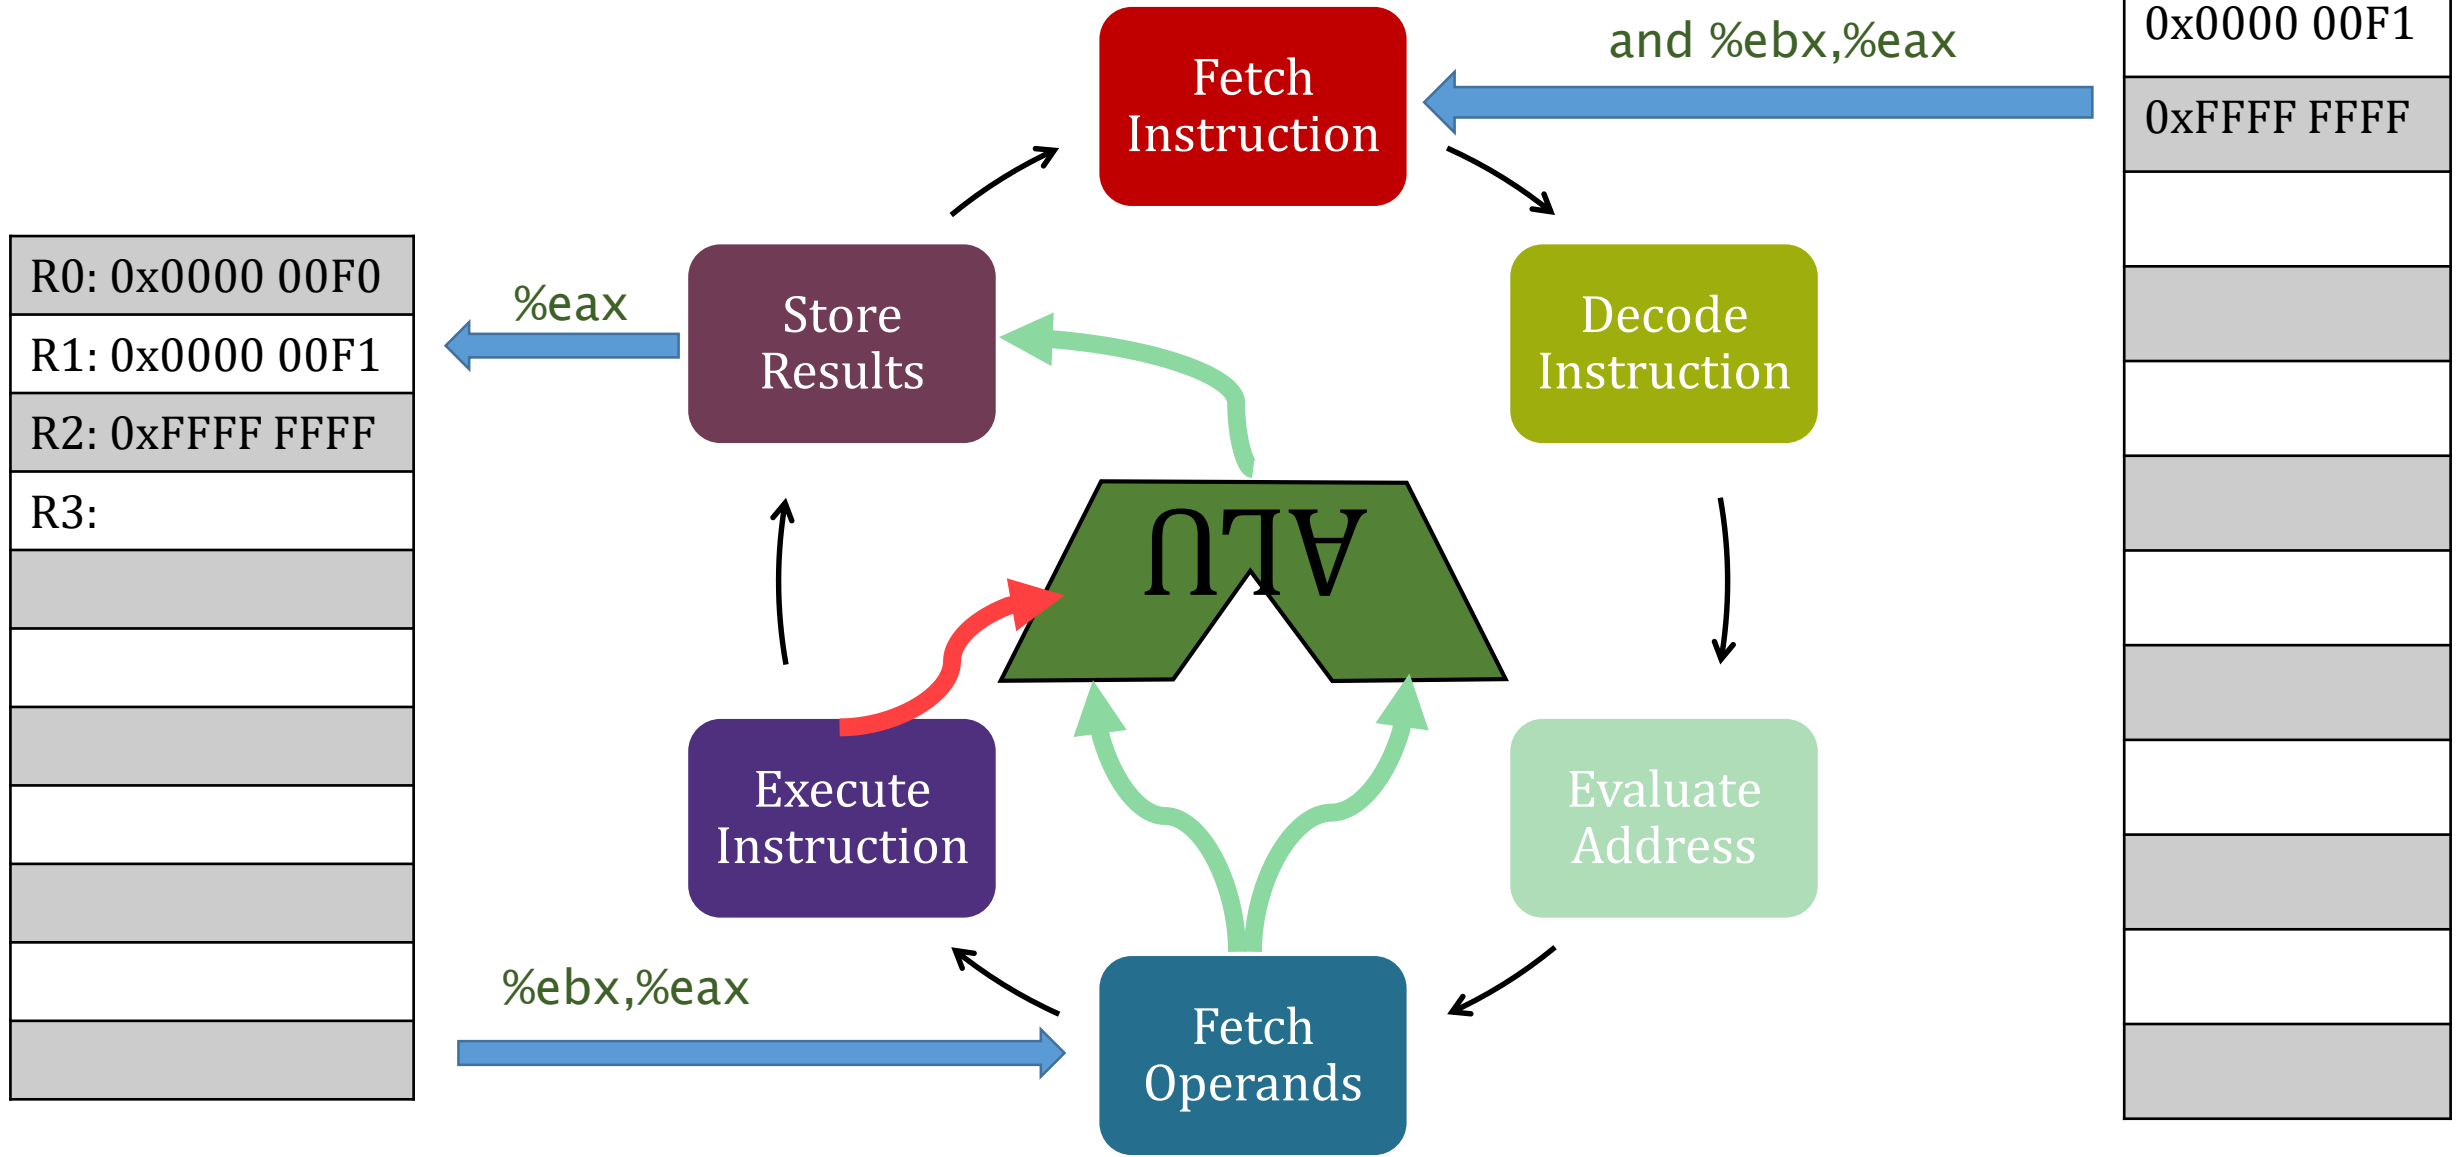 and %ebx,%eax
0x0000 00F1
0xFFFF FFFF
Fetch
Instruction
R0: 0x0000 00F0
R1: 0x0000 00F1
R2: 0xFFFF FFFF
R3:
%eax
Store
Results
Decode
Instruction
ALU
Execute
Instruction
Evaluate
Address
%ebx,%eax
Fetch
Operands